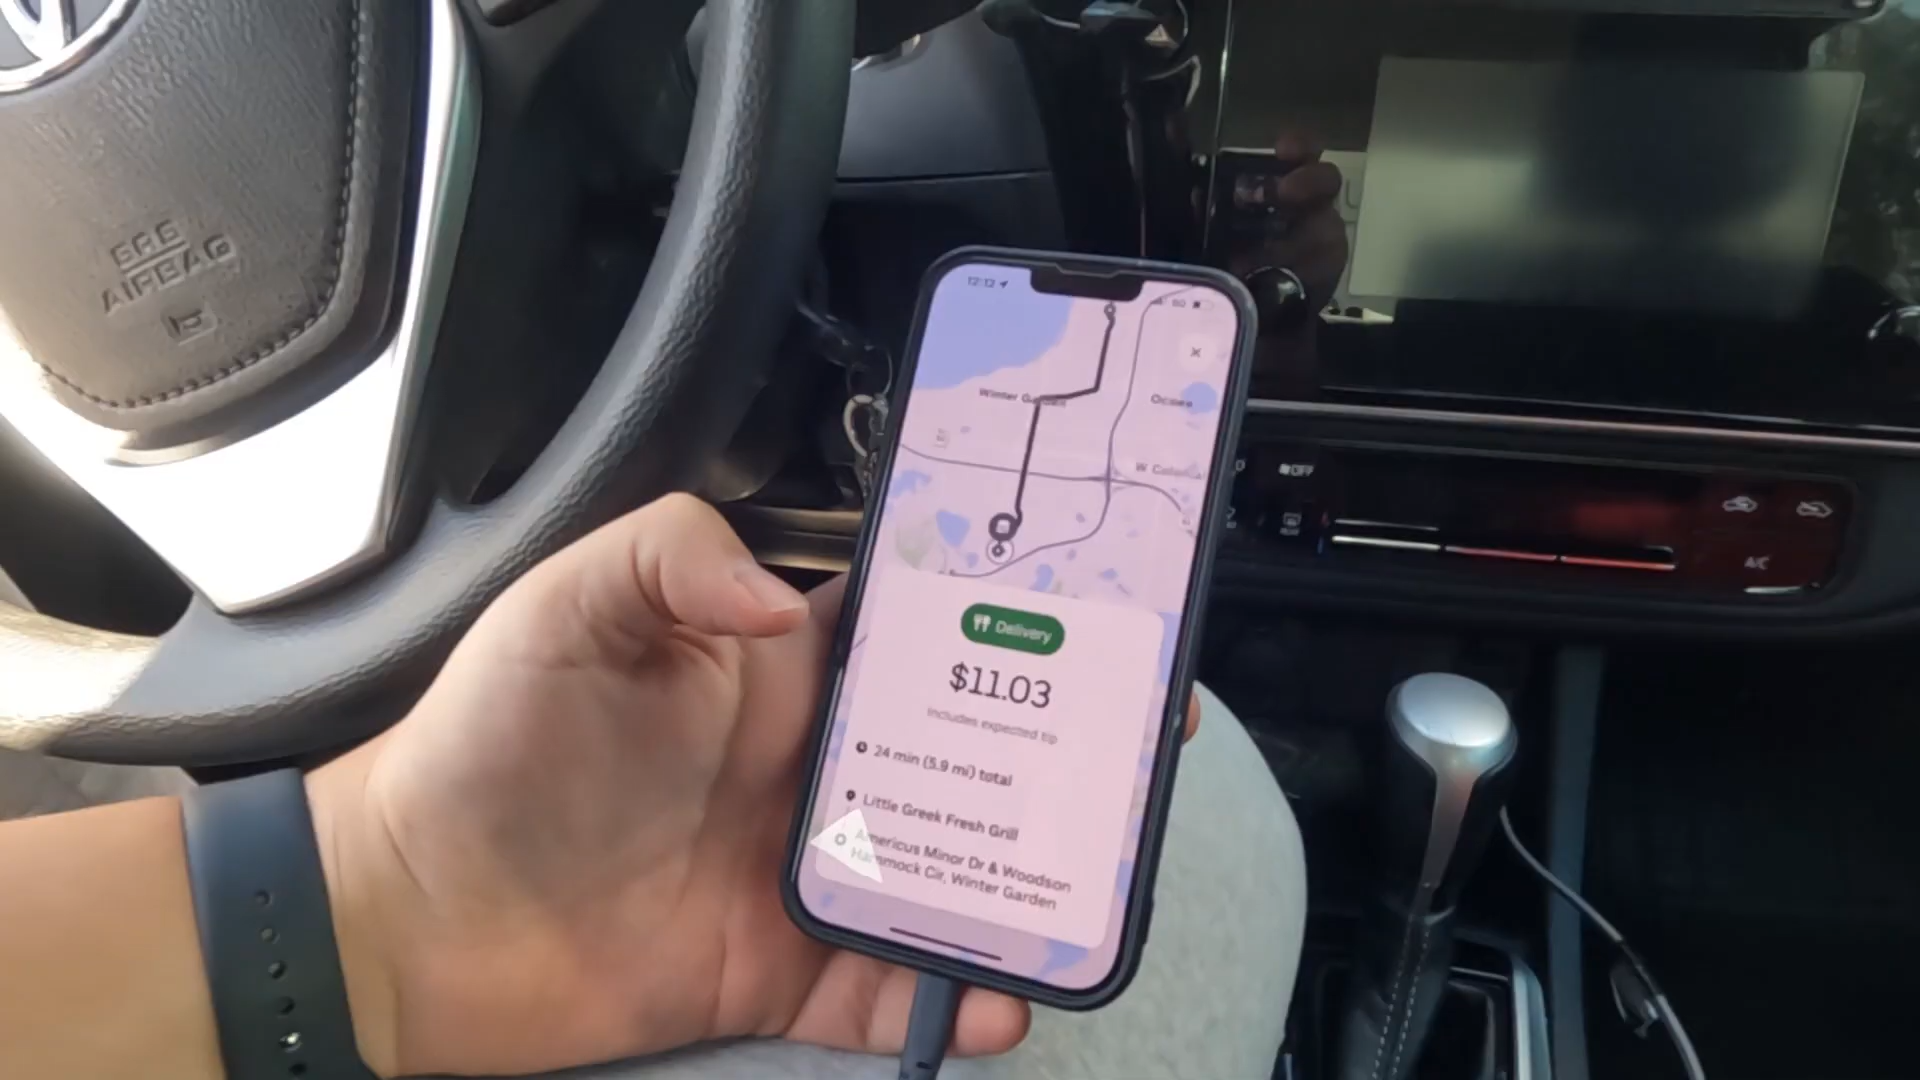 SRS
AIRBAG
12:12
Winter Garden
Ocoee
Delivery
$11.03
Includes expected tip
24 min (5.9 mi) total
Little Greek Fresh Grill
Americus Minor Dr & Woodson
Hammock Cir, Winter Garden
OFF
A/C